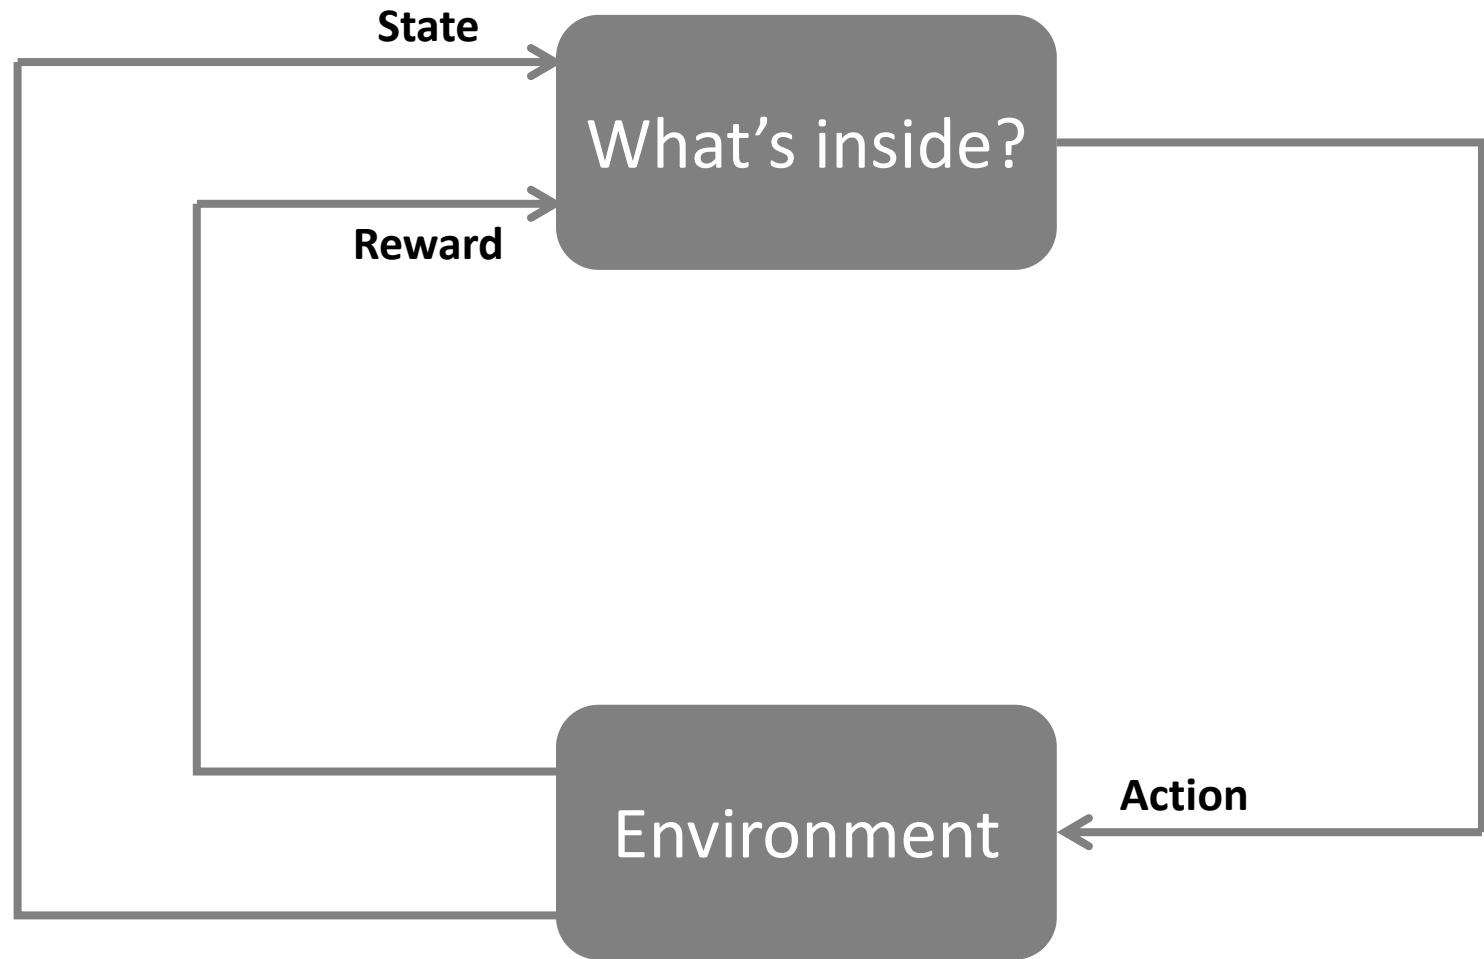 State
What’s inside?
Reward
Action
Environment